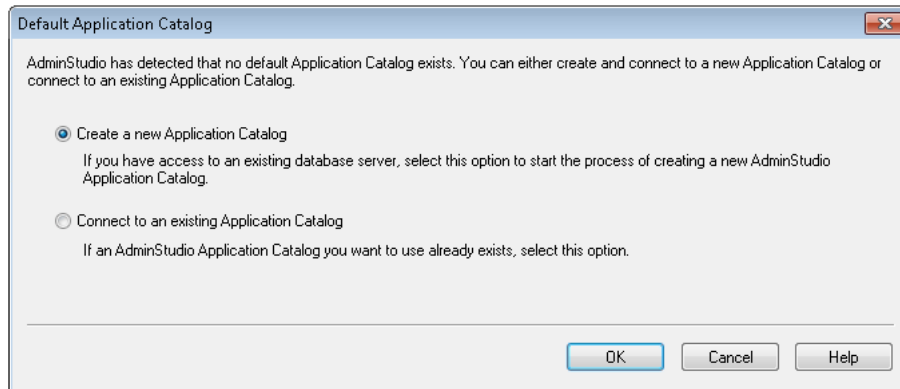 Default Application Catalog
AdminStudio has detected that no default Application Catalog exists. You can either create and connect to a new Application Catalog or
connect to an existing Application Catalog.
Create a new Application Catalog
If you have access to an existing database server, select this option to start the process of creating a new AdminStudio
Application Catalog.
Connect to an existing Application Catalog
If an AdminStudio Application Catalog you want to use already exists, select this option.
OK Cancel Help